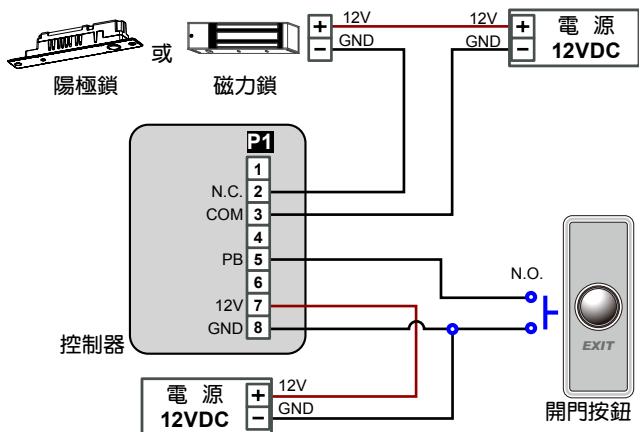 或
陽極鎖
磁力鎖
+ 12V
− GND
12V +
GND −
電 源
12VDC
P1
1
N.C. 2
COM 3
4
PB 5
6
12V 7
GND 8
控制器
N.O.
EXIT
開門按鈕
電 源
12VDC
+ 12V
− GND